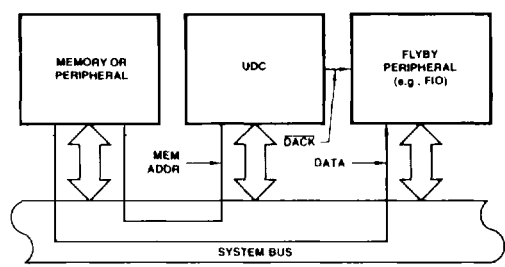 MEMORY OR
PERIPHERAL
UDC
FLYBY
PERIPHERAL
(e.g., FIO)
DACK
MEM
ADDR
DATA
SYSTEM BUS